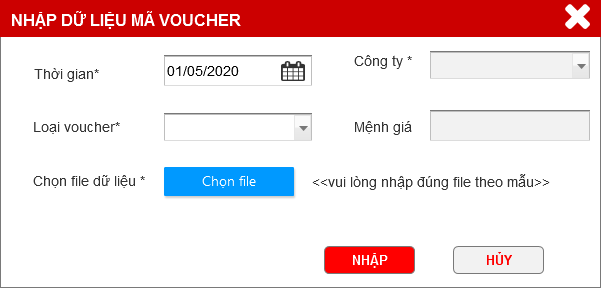 NHẬP DỮ LIỆU MÃ VOUCHER
Thời gian*
01/05/2020
Công ty *
Loại voucher*
Mệnh giá
Chọn file dữ liệu *
Chọn file
<<vui lòng nhập đúng file theo mẫu>>
NHẬP
HỦY